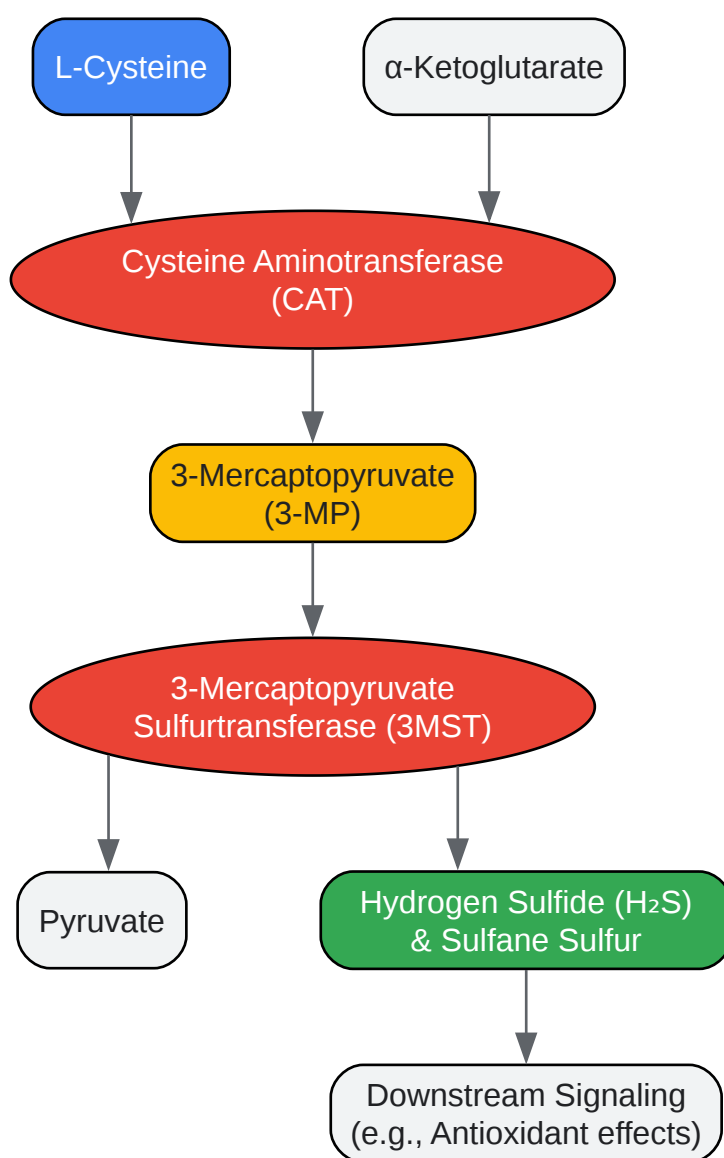 L-Cysteine
α-Ketoglutarate
Cysteine Aminotransferase
(CAT)
3-Mercaptopyruvate
(3-MP)
3-Mercaptopyruvate
Sulfurtransferase (3MST)
Pyruvate
Hydrogen Sulfide (H₂S)
& Sulfane Sulfur
Downstream Signaling
(e.g., Antioxidant effects)